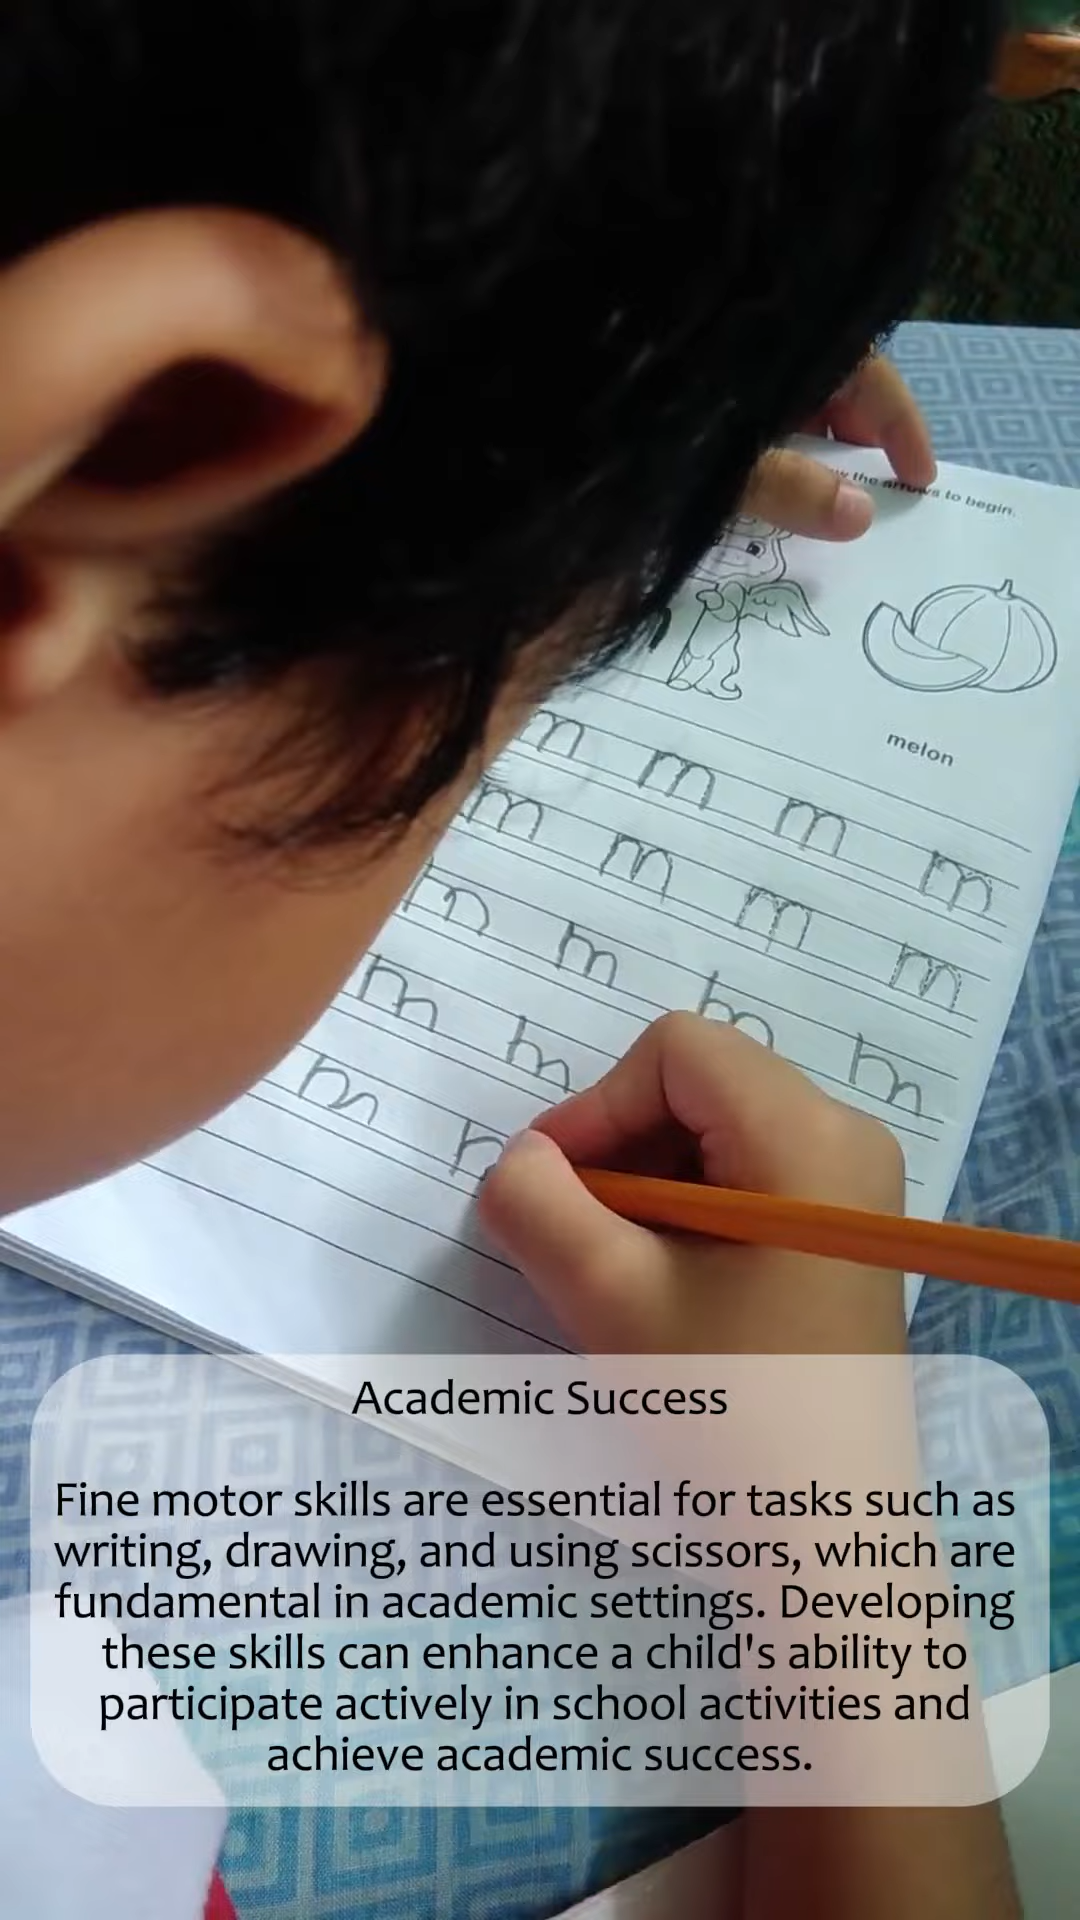 the arrows to begin.
melon
m m m m
m m m m
m m m m
m m
m
Academic Success
Fine motor skills are essential for tasks such as
writing, drawing, and using scissors, which are
fundamental in academic settings. Developing
these skills can enhance a child's ability to
participate actively in school activities and
achieve academic success.